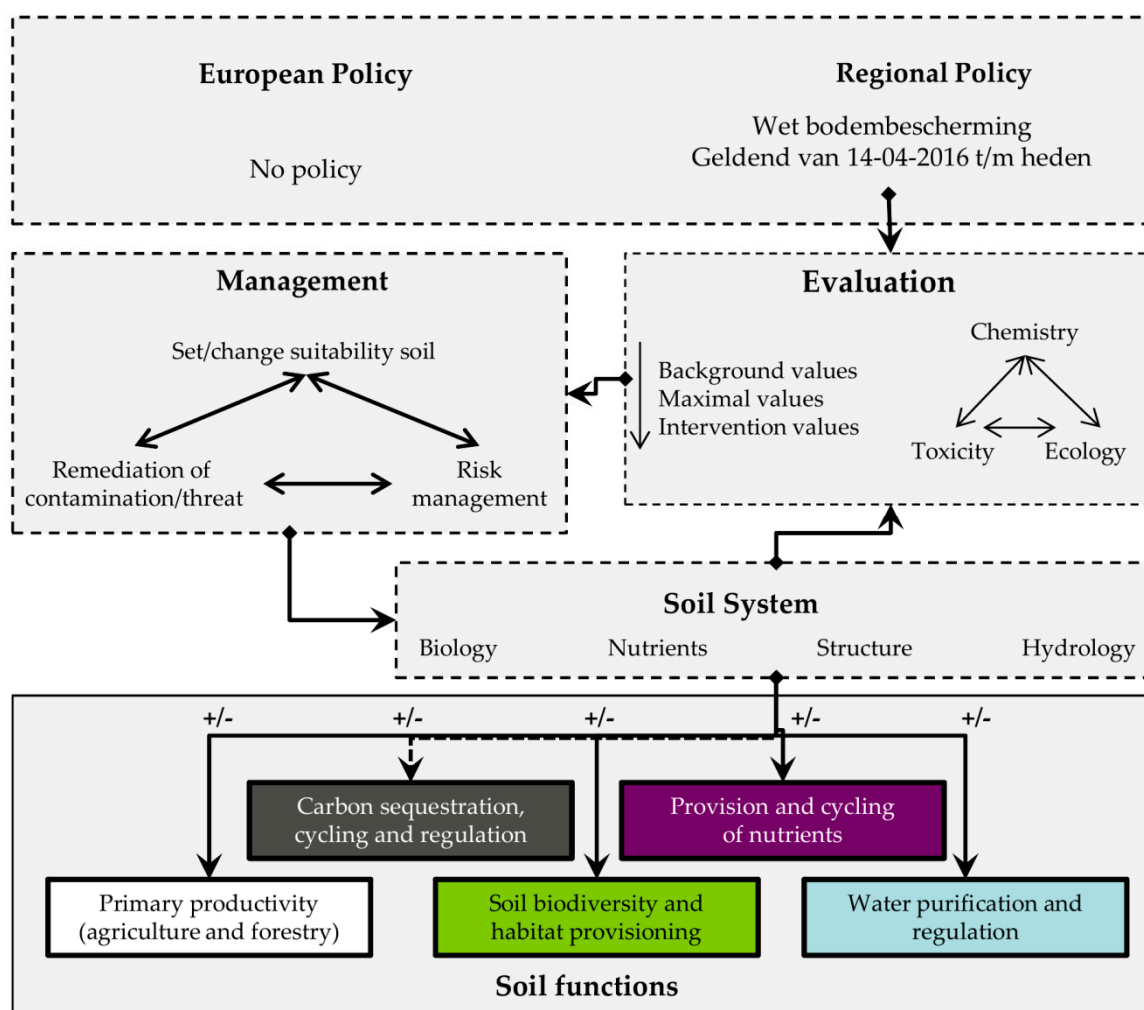 European Policy
No policy
Regional Policy
Wet bodembescherming
Geldend van 14-04-2016 t/m heden
Management
Set/change suitability soil
Remediation of
contamination/threat
Risk
management
Evaluation
Background values
Maximal values
Intervention values
Chemistry
Toxicity
Ecology
Soil System
Biology
Nutrients
Structure
Hydrology
+/-
+/-
+/-
+/-
+/-
Carbon sequestration,
cycling and regulation
Provision and cycling
of nutrients
Primary productivity
(agriculture and forestry)
Soil biodiversity and
habitat provisioning
Water purification and
regulation
Soil functions